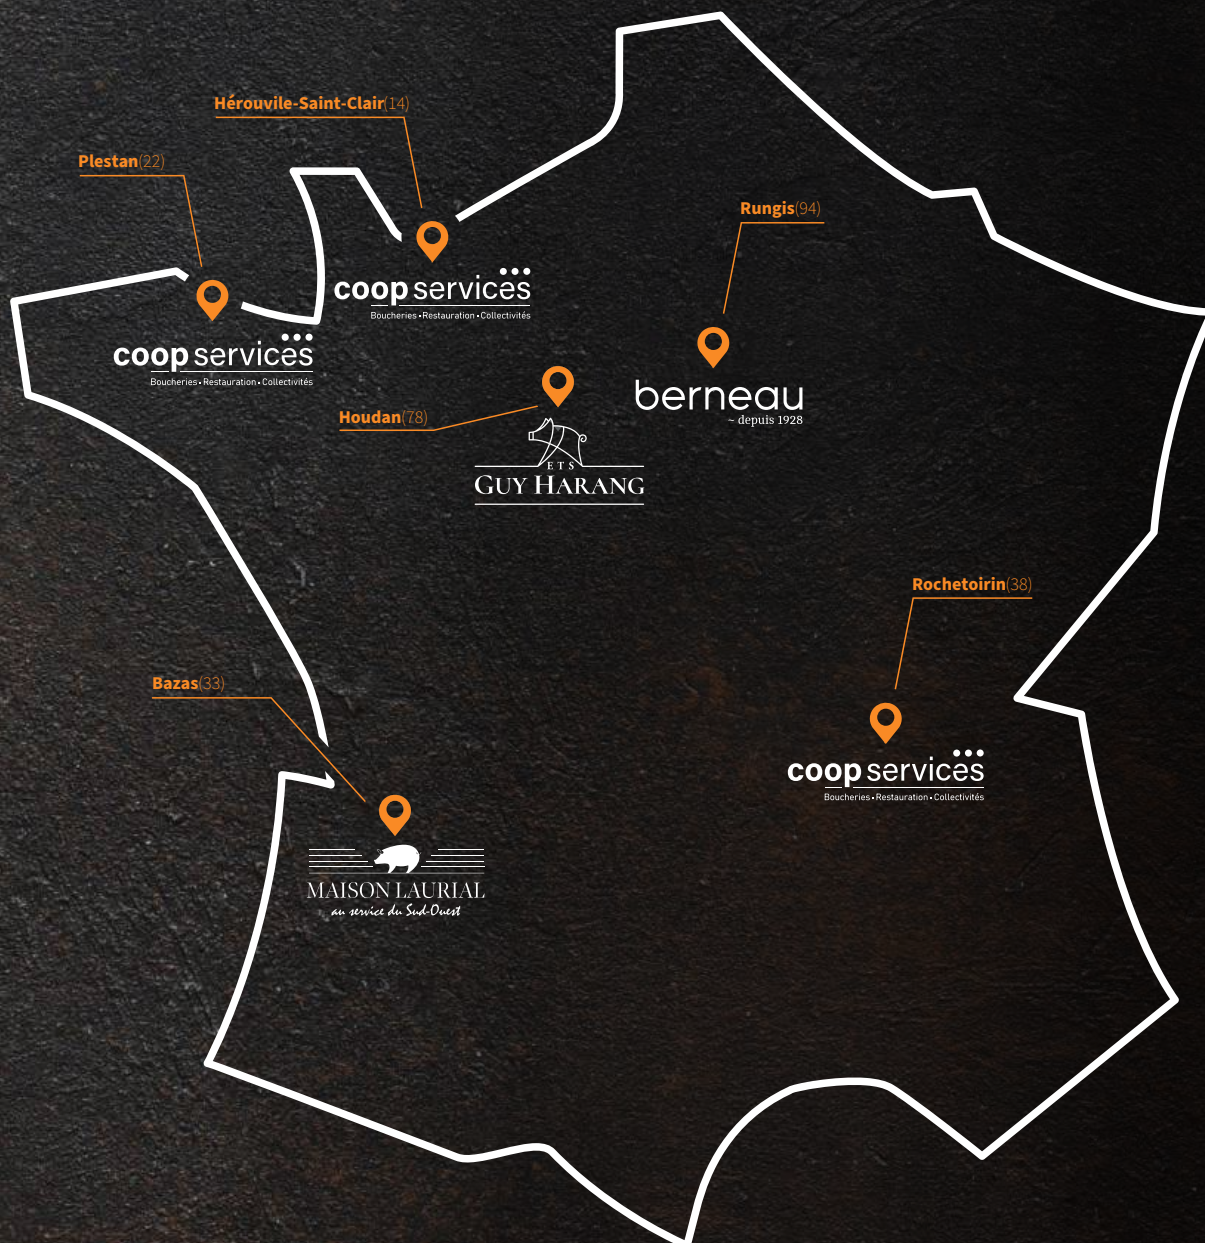 Hérouvile-Saint-Clair(14)
Plestan(22)
Rungis(94)
coop services
Boucheries • Restauration • Collectivités
coop services
Boucheries • Restauration • Collectivités
berneau
~ depuis 1928
Houdan(78)
ETS
GUY HARANG
Rochetoirin(38)
Bazas(33)
coop services
Boucheries • Restauration • Collectivités
MAISON LAURIAL
au service du Sud-Ouest